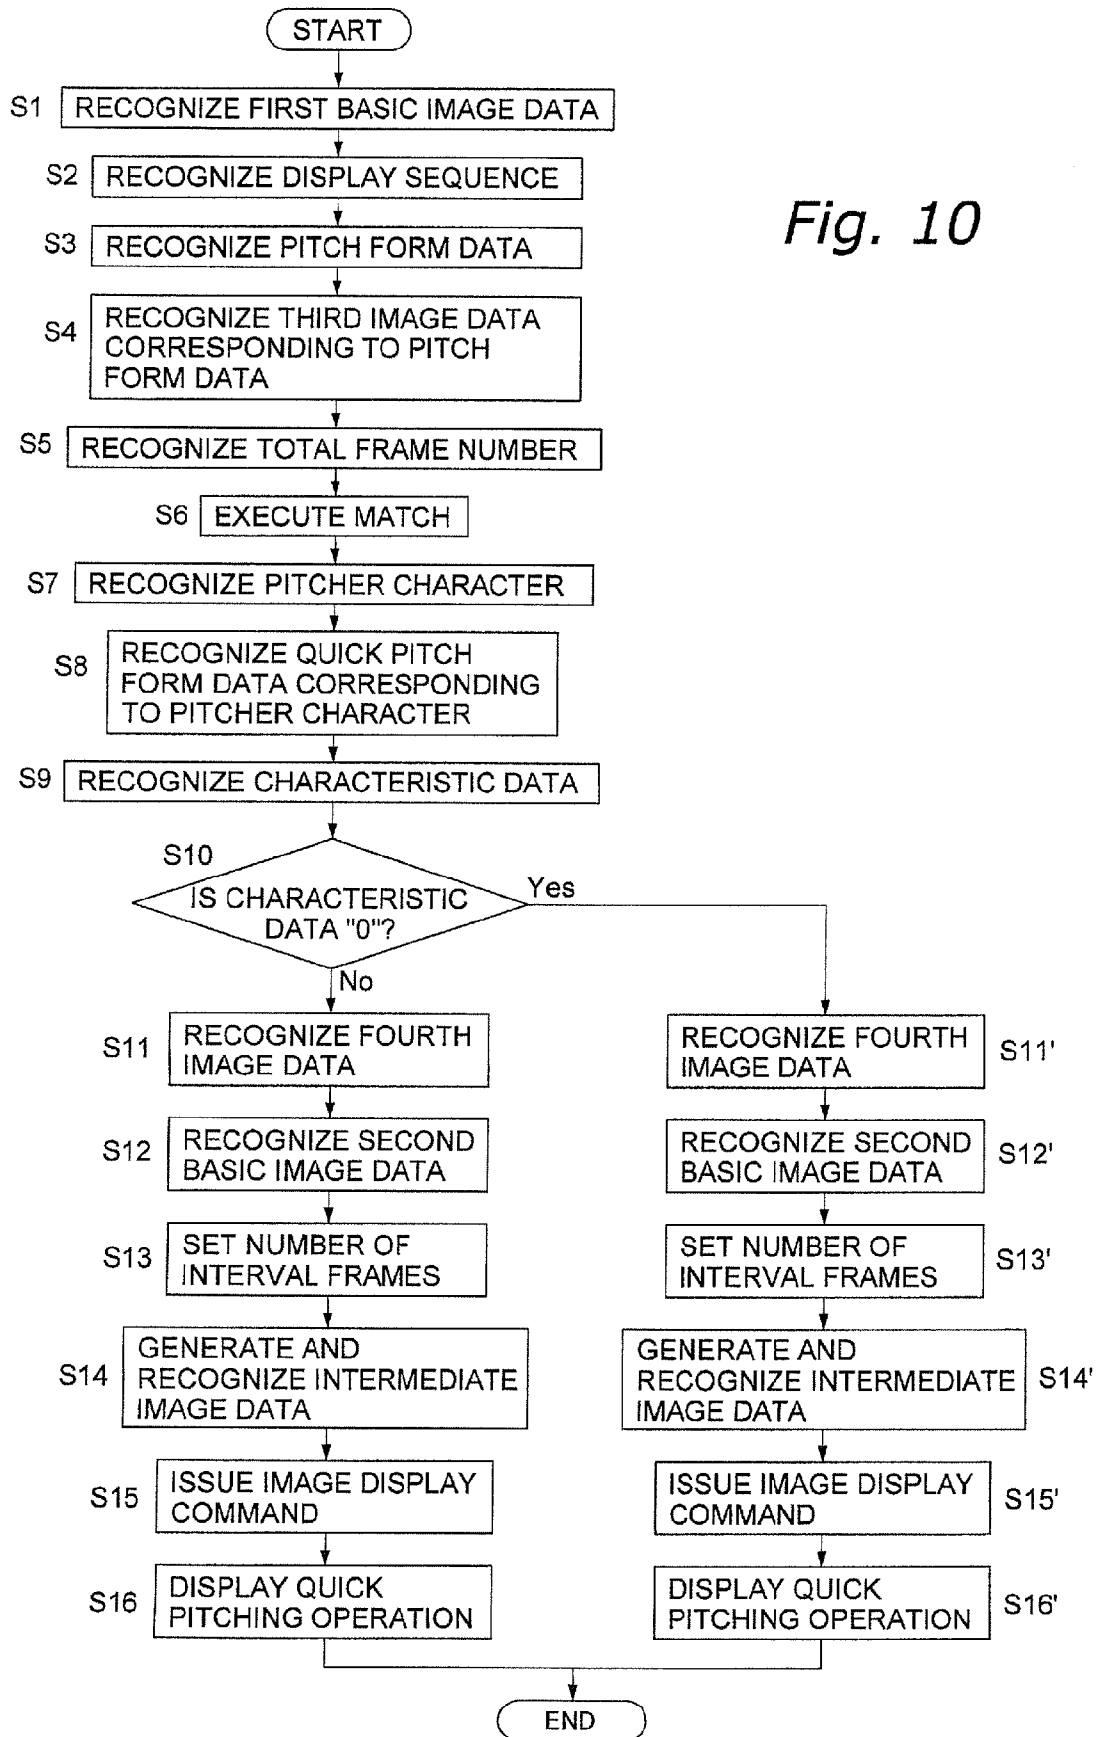 START
S1 RECOGNIZE FIRST BASIC IMAGE DATA
S2 RECOGNIZE DISPLAY SEQUENCE
Fig. 10
S3 RECOGNIZE PITCH FORM DATA
S4 RECOGNIZE THIRD IMAGE DATA
CORRESPONDING TO PITCH
FORM DATA
S5 RECOGNIZE TOTAL FRAME NUMBER
S6 EXECUTE MATCH
S7 RECOGNIZE PITCHER CHARACTER
S8 RECOGNIZE QUICK PITCH
FORM DATA CORRESPONDING
TO PITCHER CHARACTER
S9 RECOGNIZE CHARACTERISTIC DATA
S10
IS CHARACTERISTIC
DATA "0"?
Yes
No
S11 RECOGNIZE FOURTH
IMAGE DATA
S12 RECOGNIZE SECOND
BASIC IMAGE DATA
S13 SET NUMBER OF
INTERVAL FRAMES
S14 GENERATE AND
RECOGNIZE INTERMEDIATE
IMAGE DATA
S15 ISSUE IMAGE DISPLAY
COMMAND
S16 DISPLAY QUICK
PITCHING OPERATION
RECOGNIZE FOURTH
IMAGE DATA S11'
RECOGNIZE SECOND
BASIC IMAGE DATA S12'
SET NUMBER OF
INTERVAL FRAMES S13'
GENERATE AND
RECOGNIZE INTERMEDIATE
IMAGE DATA S14'
ISSUE IMAGE DISPLAY
COMMAND S15'
DISPLAY QUICK
PITCHING OPERATION S16'
END